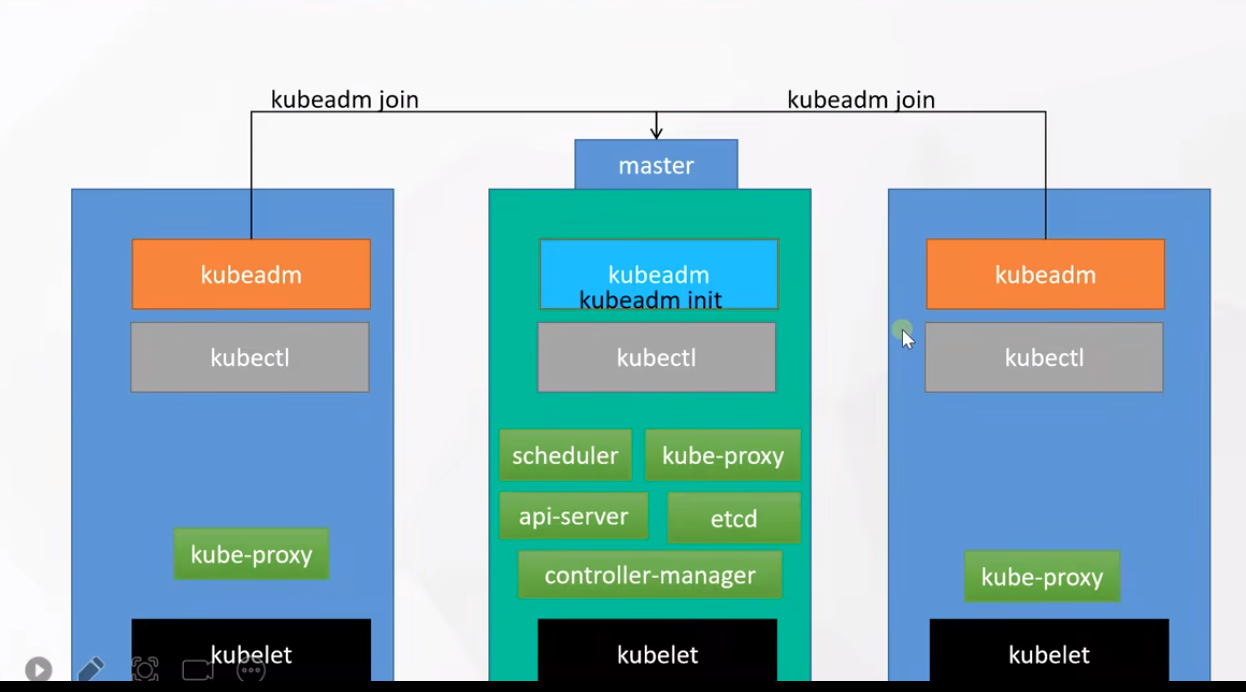 kubeadm join
kubeadm join
master
kubeadm
kubectl
kube-proxy
kubelet
kubeadm
kubeadm init
kubectl
scheduler
kube-proxy
api-server
etcd
controller-manager
kubelet
kubeadm
kubectl
kube-proxy
kubelet